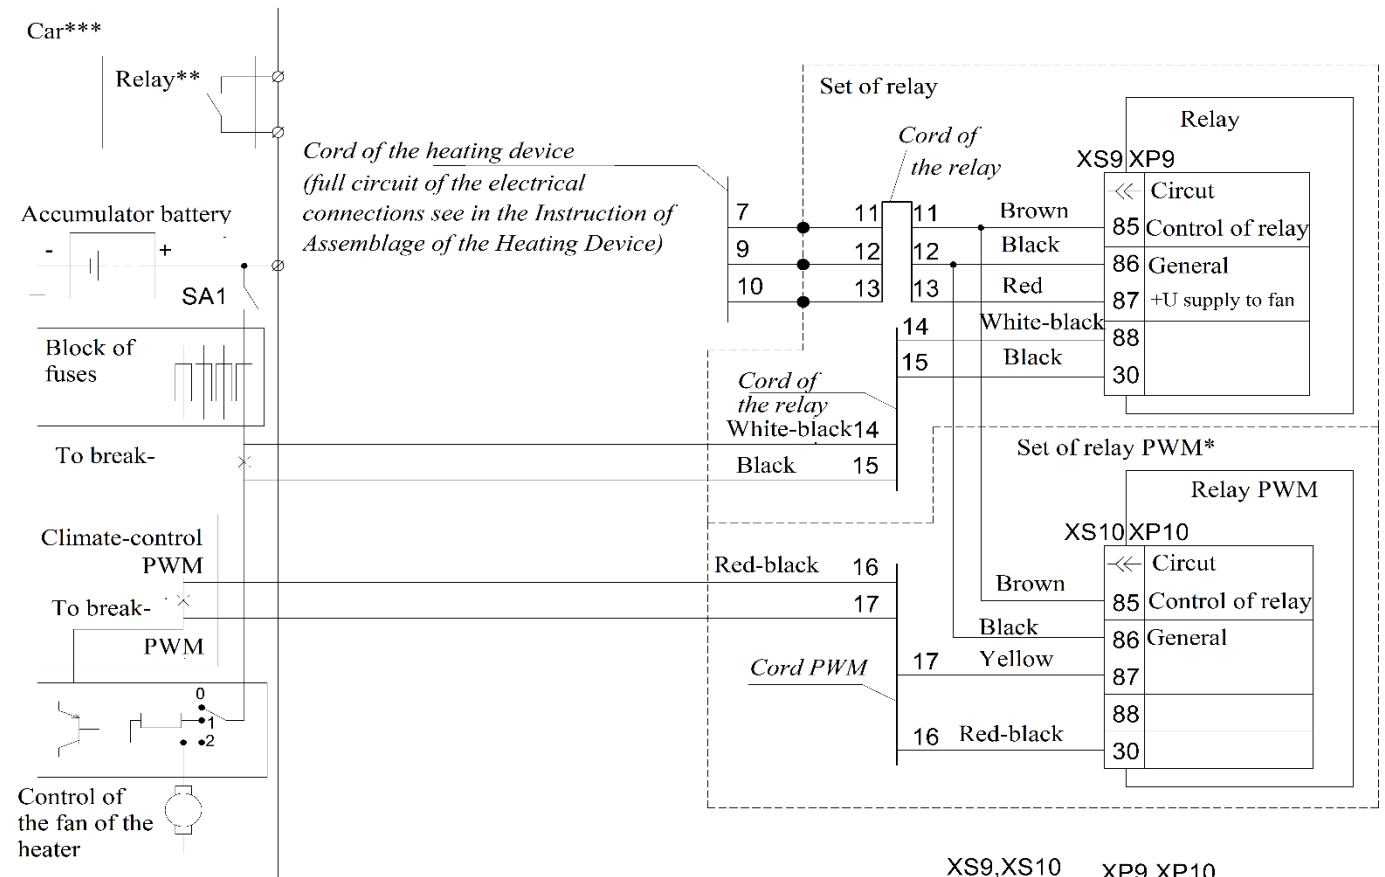 Car***
Relay**
Set of relay
Relay
Cord of
the relay
Cord of the heating device
(full circuit of the electrical
connections see in the Instruction of
Assemblage of the Heating Device)
XS9 XP9
Circut
Accumulator battery
- +
SA1
7 11 11 Brown 85 Control of relay
9 12 12 Black 86 General
10 13 13 Red 87 +U supply to fan
14 White-black 88
15 Black 30
Block of
fuses
Cord of
the relay
White-black 14
To break-
Black 15
Set of relay PWM*
Relay PWM
XS10 XP10
Climate-control
PWM
Red-black 16
Circut
To break-
17
Brown 85 Control of relay
PWM
Black 86 General
Cord PWM
17 Yellow 87
88
16 Red-black 30
0
1
2
Control of
the fan of the
heater
XS9,XS10 XP9,XP10